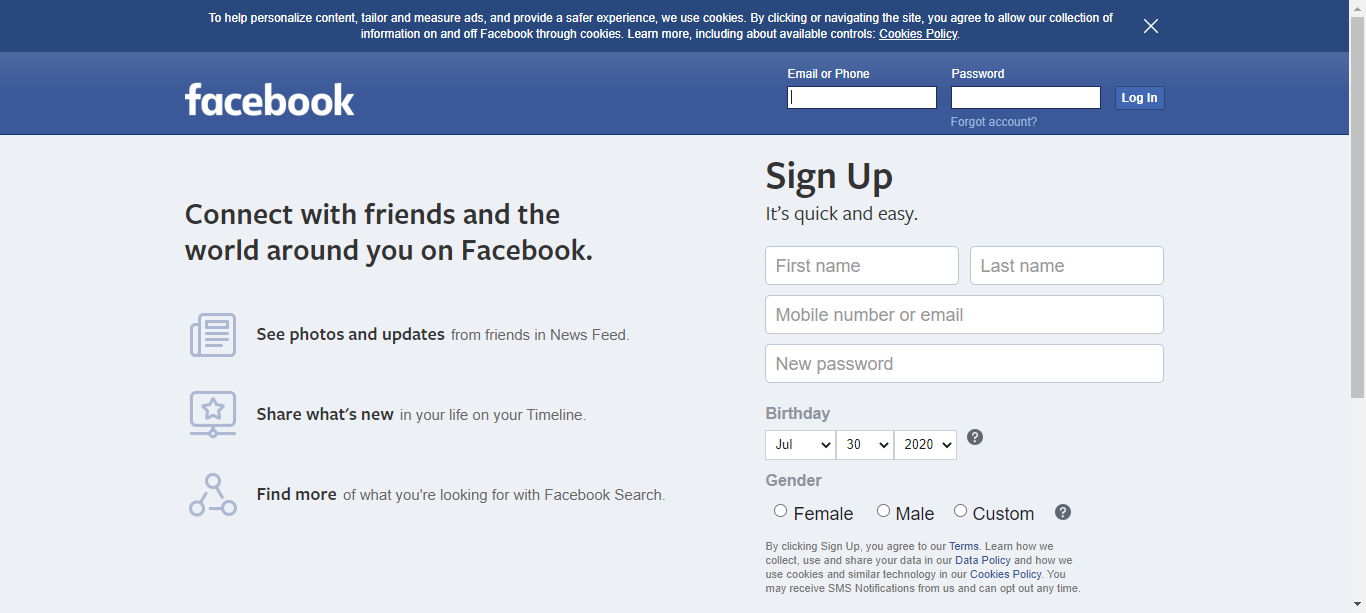 To help personalize content, tailor and measure ads, and provide a safer experience, we use cookies. By clicking or navigating the site, you agree to allow our collection of
information on and off Facebook through cookies. Learn more, including about available controls: Cookies Policy.
facebook
Email or Phone
Password
Log In
Forgot account?
Connect with friends and the
world around you on Facebook.
See photos and updates from friends in News Feed.
Share what's new in your life on your Timeline.
Find more of what you're looking for with Facebook Search.
Sign Up
It's quick and easy.
First name
Last name
Mobile number or email
New password
Birthday
Jul 30 2020 ?
Gender
Female Male Custom ?
By clicking Sign Up, you agree to our Terms. Learn how we
collect, use and share your data in our Data Policy and how we
use cookies and similar technology in our Cookies Policy. You
may receive SMS Notifications from us and can opt out any time.